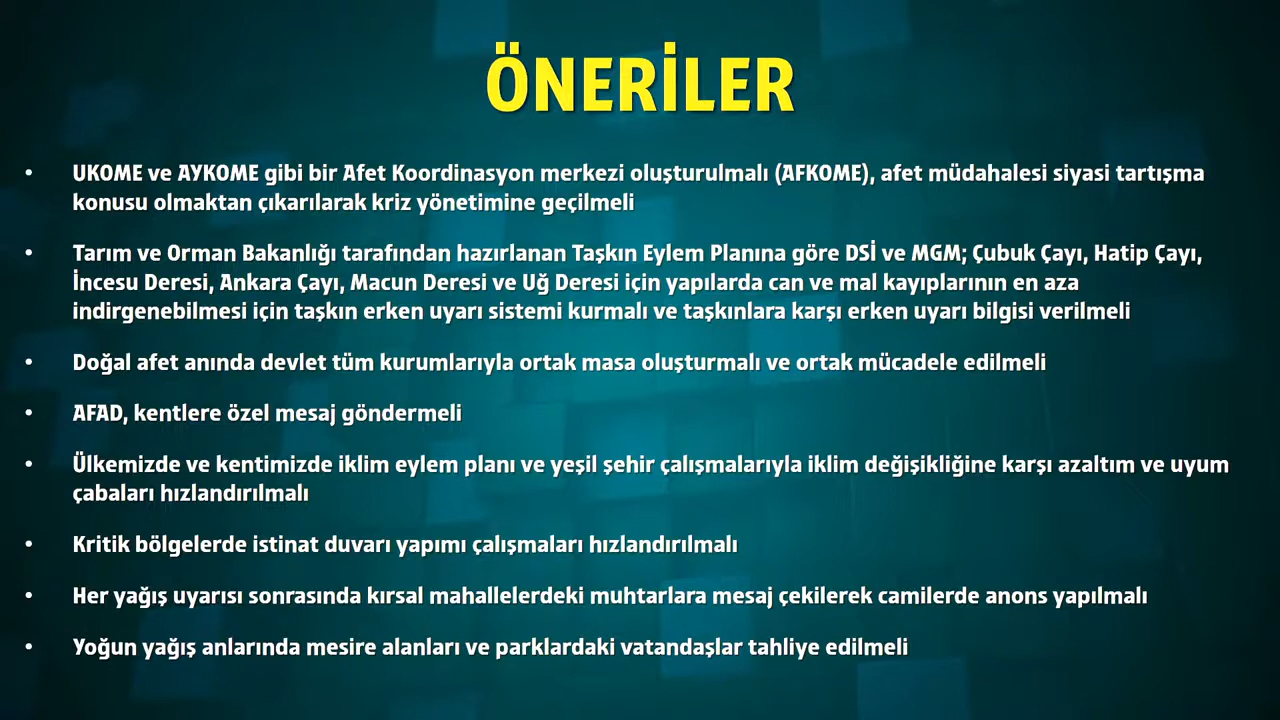 ÖNERİLER
• UKOME ve AYKOME gibi bir Afet Koordinasyon merkezi oluşturulmalı (AFKOME), afet müdahalesi siyasi tartışma
konusu olmaktan çıkarılarak kriz yönetimine geçilmeli
• Tarım ve Orman Bakanlığı tarafından hazırlanan Taşkın Eylem Planına göre DSİ ve MGM; Çubuk Çayı, Hatip Çayı,
İncesu Deresi, Ankara Çayı, Macun Deresi ve Uğ Deresi için yapılarda can ve mal kayıplarının en aza
indirgenebilmesi için taşkın erken uyarı sistemi kurmalı ve taşkınlara karşı erken uyarı bilgisi verilmeli
• Doğal afet anında devlet tüm kurumlarıyla ortak masa oluşturmalı ve ortak mücadele edilmeli
• AFAD, kentlere özel mesaj göndermeli
• Ülkemizde ve kentimizde iklim eylem planı ve yeşil şehir çalışmalarıyla iklim değişikliğine karşı azaltım ve uyum
çabaları hızlandırılmalı
• Kritik bölgelerde istinat duvarı yapımı çalışmaları hızlandırılmalı
• Her yağış uyarısı sonrasında kırsal mahallelerdeki muhtarlara mesaj çekilerek camilerde anons yapılmalı
• Yoğun yağış anlarında mesire alanları ve parklardaki vatandaşlar tahliye edilmeli